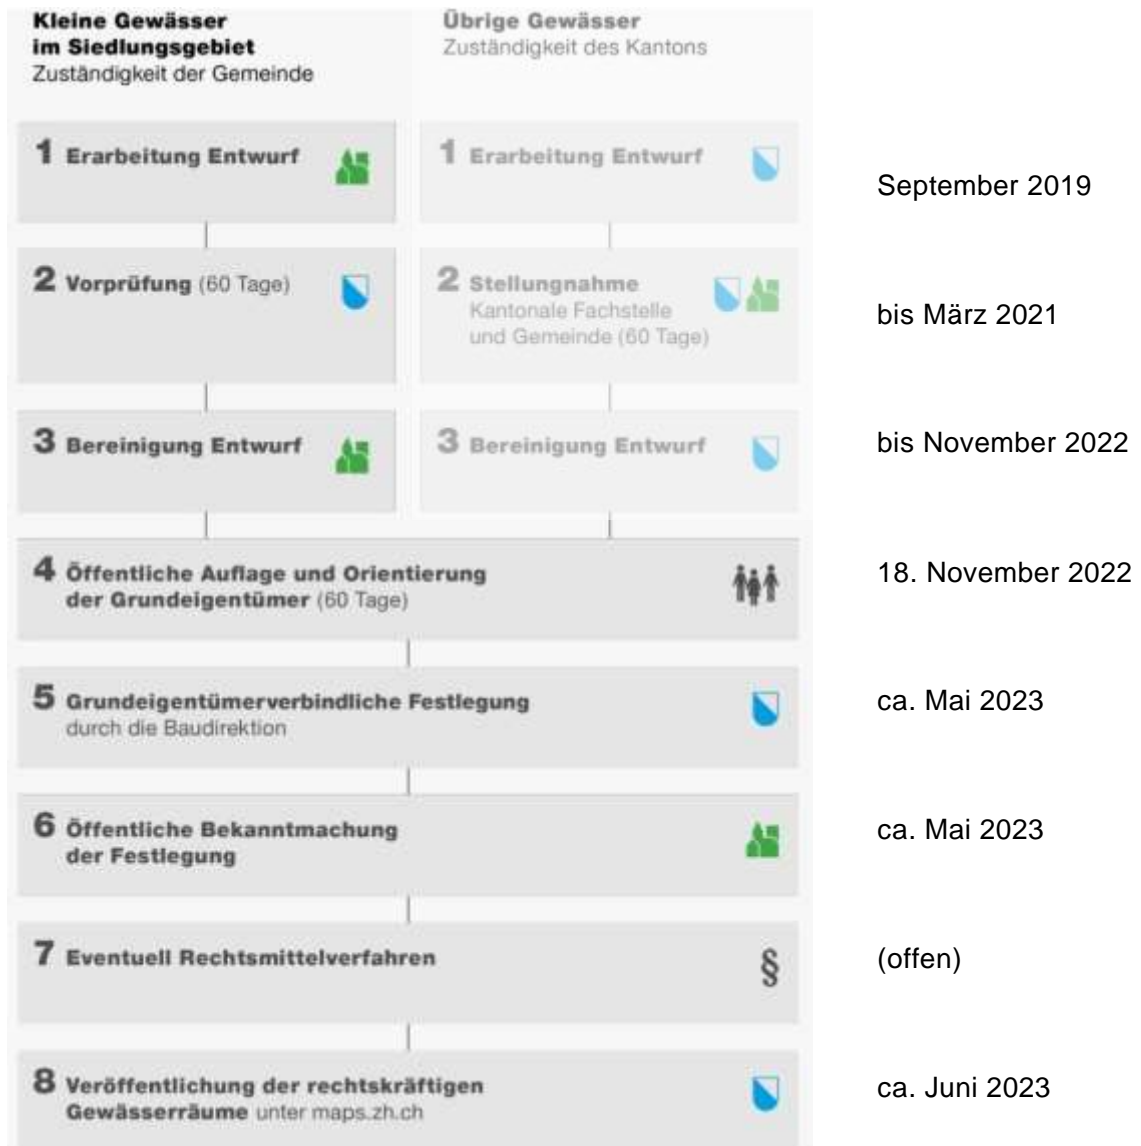 Kleine Gewässer
im Siedlungsgebiet
Zuständigkeit der Gemeinde
Übrige Gewässer
Zuständigkeit des Kantons
1 Erarbeitung Entwurf
1 Erarbeitung Entwurf
September 2019
2 Vorprüfung (60 Tage)
2 Stellungnahme
Kantonale Fachstelle
und Gemeinde (60 Tage)
bis März 2021
3 Bereinigung Entwurf
3 Bereinigung Entwurf
bis November 2022
4 Öffentliche Auflage und Orientierung
der Grundeigentümer (60 Tage)
18. November 2022
5 Grundeigentümerverbindliche Festlegung
durch die Baudirektion
ca. Mai 2023
6 Öffentliche Bekanntmachung
der Festlegung
ca. Mai 2023
7 Eventuell Rechtsmittelverfahren
§
(offen)
8 Veröffentlichung der rechtskräftigen
Gewässerräume unter maps.zh.ch
ca. Juni 2023